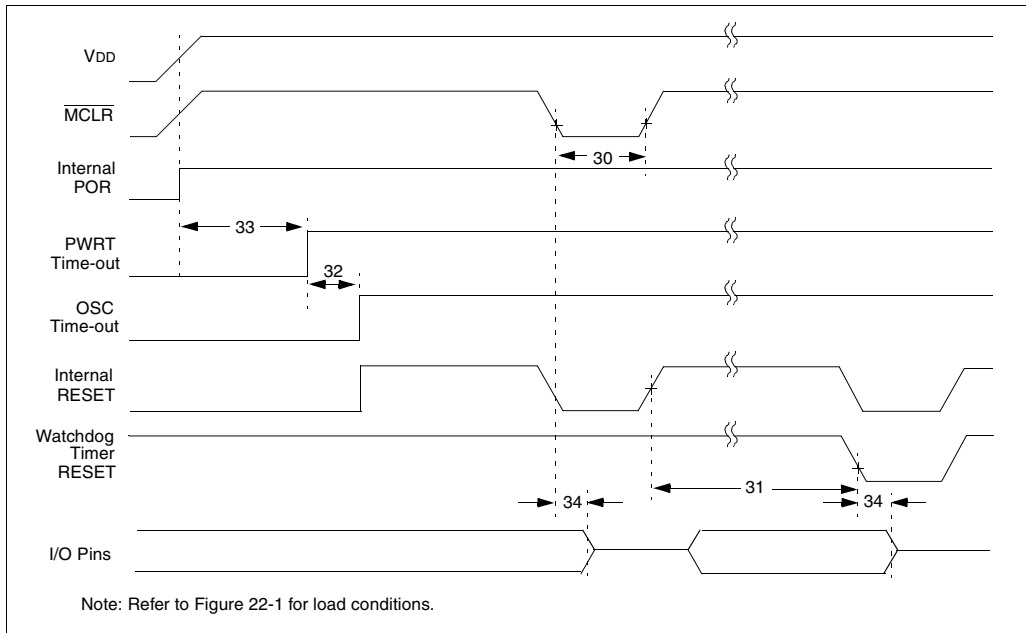 VDD
MCLR
30
Internal
POR
33
PWRT
Time-out
32
OSC
Time-out
Internal
RESET
Watchdog
Timer
RESET
31
34
34
I/O Pins
Note: Refer to Figure 22-1 for load conditions.